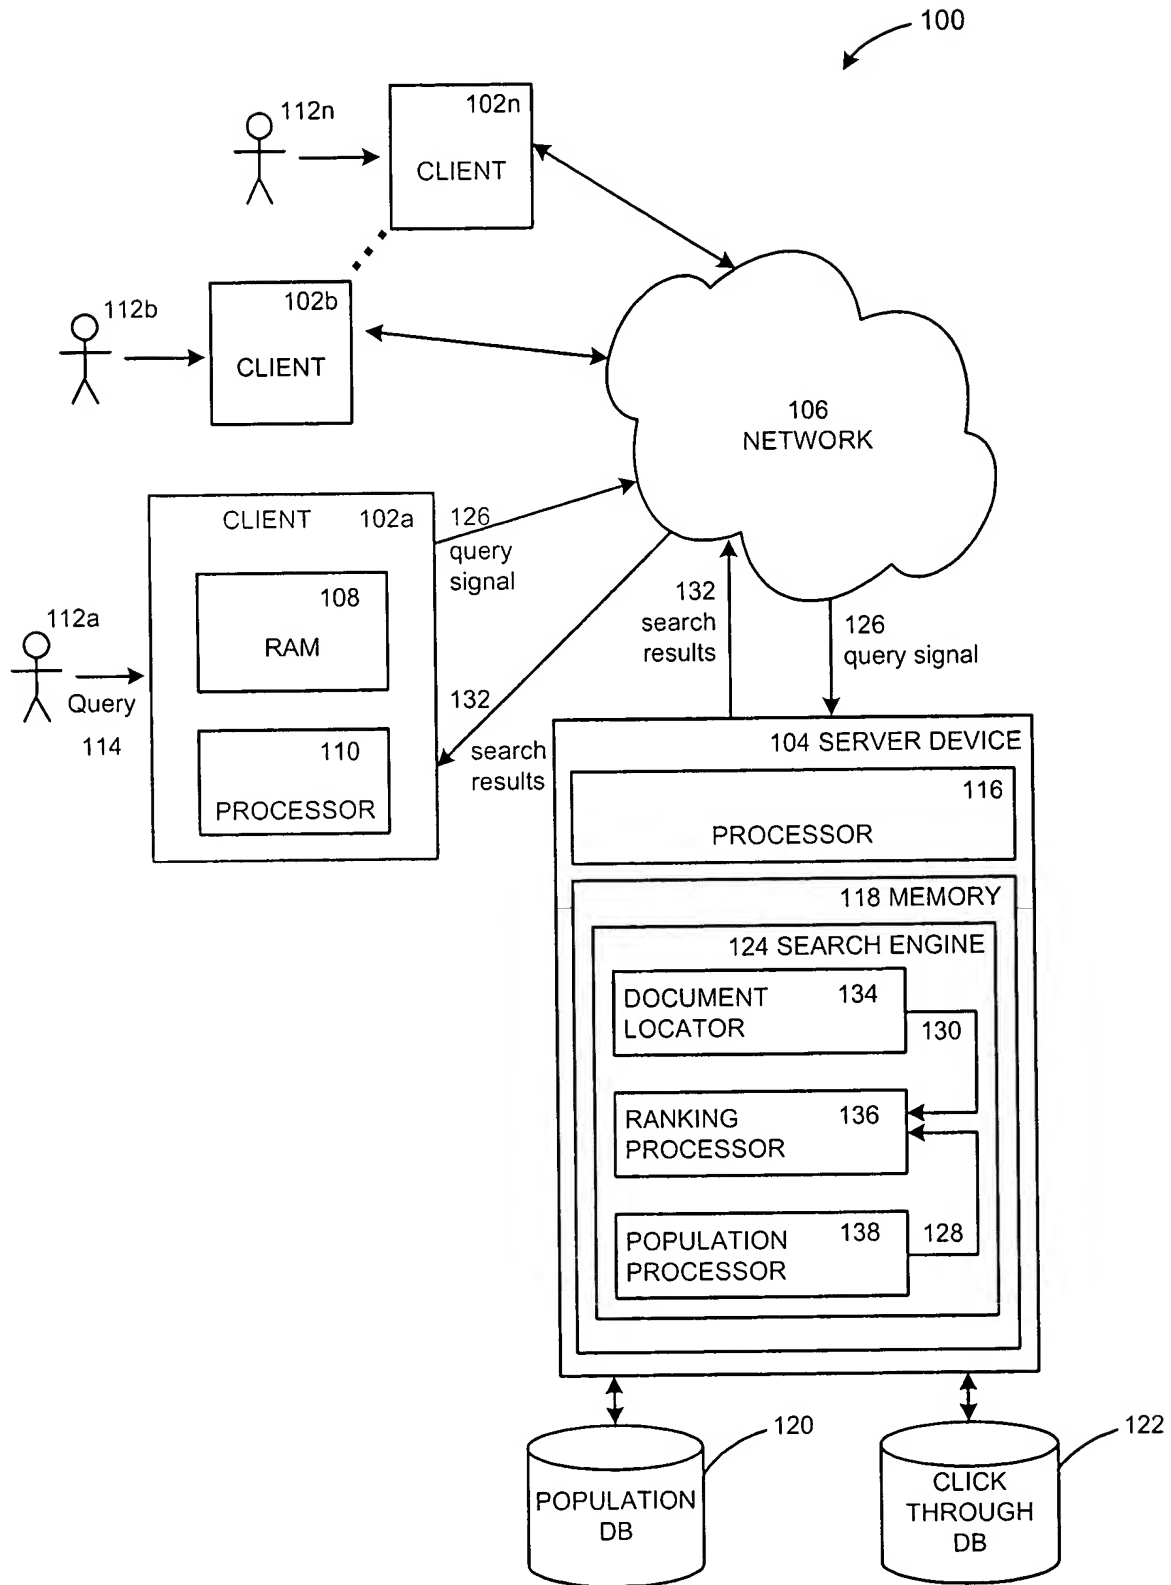 100
112n
102n
CLIENT
112b
102b
CLIENT
106
NETWORK
CLIENT 102a
126
query
signal
108
RAM
112a
Query
114
132
search
results
110
PROCESSOR
132
search
results
126
query signal
104 SERVER DEVICE
116
PROCESSOR
118 MEMORY
124 SEARCH ENGINE
DOCUMENT 134
LOCATOR
130
RANKING 136
PROCESSOR
POPULATION 138
PROCESSOR
128
120
POPULATION
DB
122
CLICK
THROUGH
DB